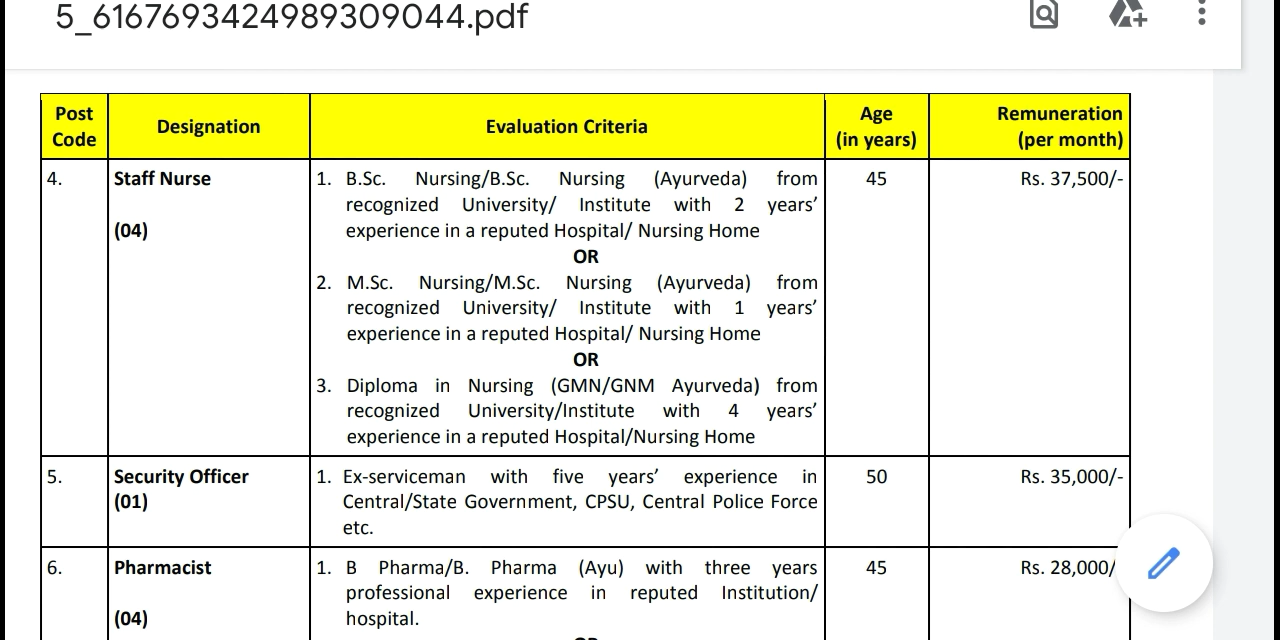 5_6167693424989309044.pdf
Post Code Designation Evaluation Criteria Age (in years) Remuneration (per month)
4. Staff Nurse 1. B.Sc. Nursing/B.Sc. Nursing (Ayurveda) from 45 Rs. 37,500/-
recognized University/ Institute with 2 years’
(04) experience in a reputed Hospital/ Nursing Home
OR
2. M.Sc. Nursing/M.Sc. Nursing (Ayurveda) from
recognized University/ Institute with 1 years’
experience in a reputed Hospital/ Nursing Home
OR
3. Diploma in Nursing (GMN/GNM Ayurveda) from
recognized University/Institute with 4 years’
experience in a reputed Hospital/Nursing Home
5. Security Officer 1. Ex-serviceman with five years’ experience in 50 Rs. 35,000/-
(01) Central/State Government, CPSU, Central Police Force
etc.
6. Pharmacist 1. B Pharma/B. Pharma (Ayu) with three years 45 Rs. 28,000/
professional experience in reputed Institution/
(04) hospital.